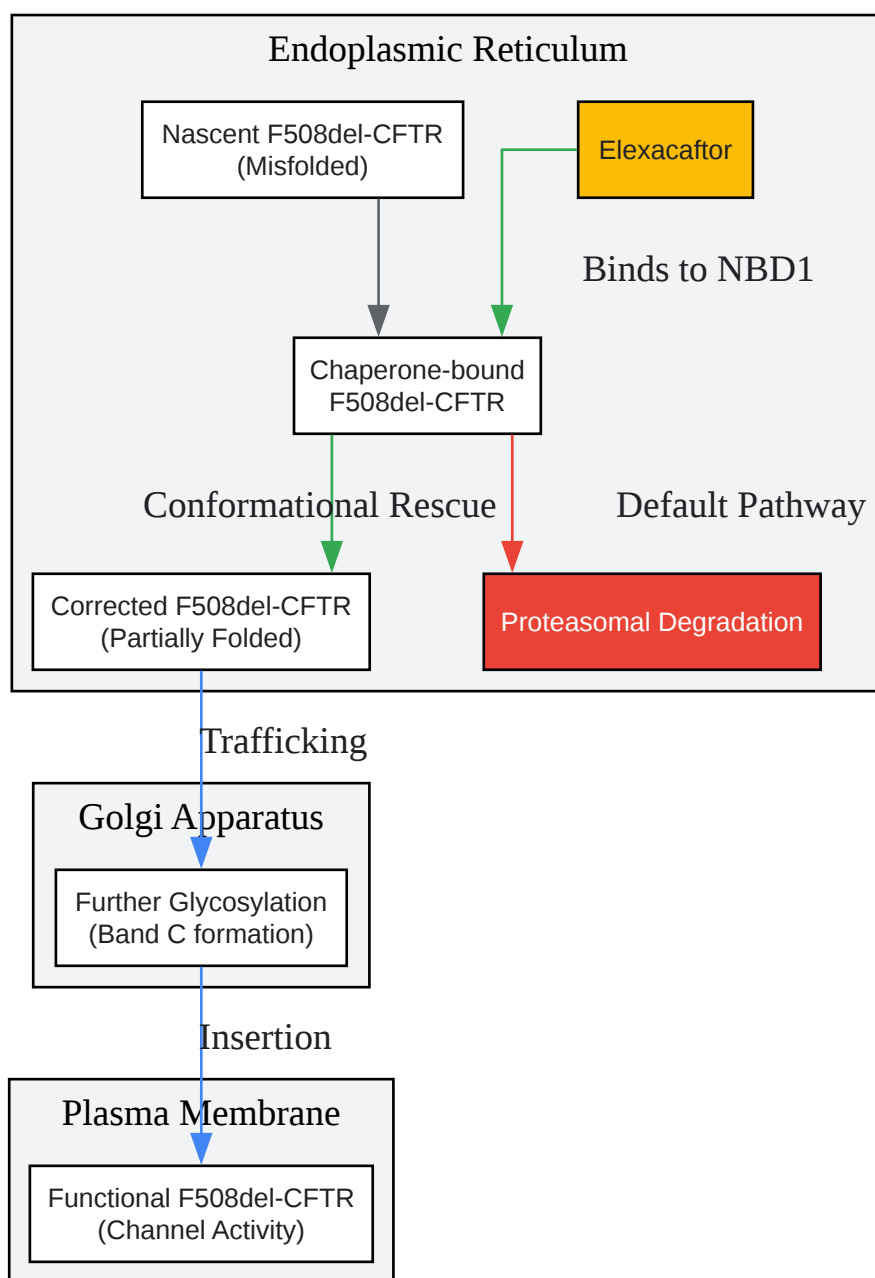 Endoplasmic Reticulum
Nascent F508del-CFTR
(Misfolded)
Elexacaftor
Binds to NBD1
Chaperone-bound
F508del-CFTR
Conformational Rescue
Default Pathway
Corrected F508del-CFTR
(Partially Folded)
Proteasomal Degradation
Trafficking
Golgi Apparatus
Further Glycosylation
(Band C formation)
Insertion
Plasma Membrane
Functional F508del-CFTR
(Channel Activity)